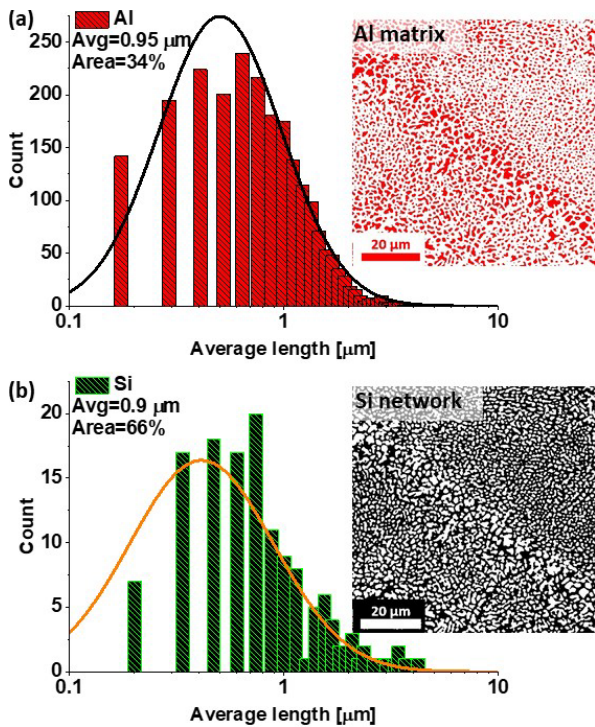 (a)
Al
Avg=0.95 μm
Area=34%
Al matrix
20 μm
250
200
150
100
50
0
Count
0.1
1
10
Average length [μm]
(b)
Si
Avg=0.9 μm
Area=66%
Si network
20 μm
20
15
10
5
0
Count
0.1
1
10
Average length [μm]